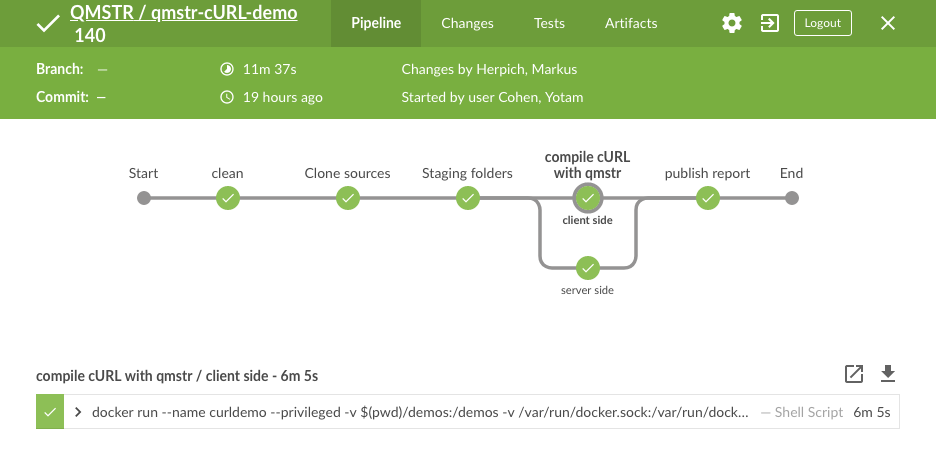 QMSTR / qmstr-cURL-demo
140
Pipeline Changes Tests Artifacts Logout
Branch: — 11m 37s Changes by Herpich, Markus
Commit: — 19 hours ago Started by user Cohen, Yotam
compile cURL
Start clean Clone sources Staging folders with qmstr publish report End
client side
server side
compile cURL with qmstr / client side - 6m 5s
docker run --name curldemo --privileged -v $(pwd)/demos:/demos -v /var/run/docker.sock:/var/run/dock... — Shell Script 6m 5s